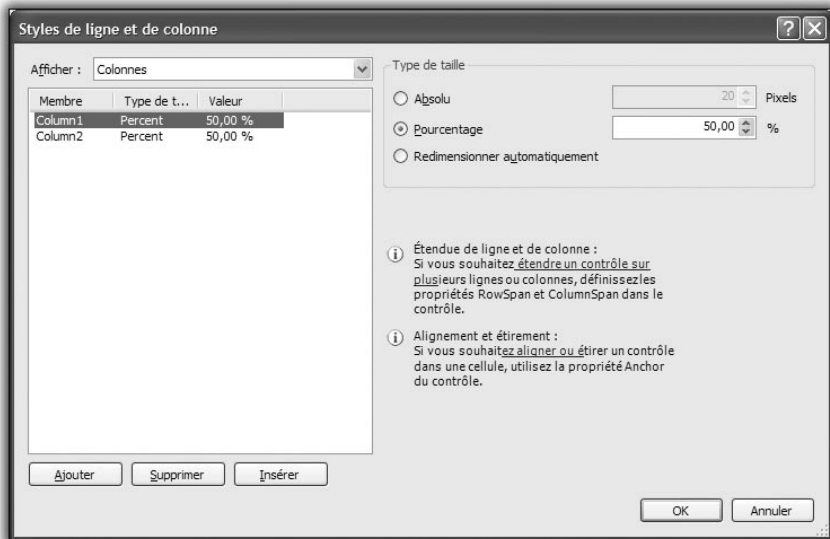 Styles de ligne et de colonne
Afficher : Colonnes
Membre Type de t... Valeur
Column1 Percent 50,00 %
Column2 Percent 50,00 %
Ajouter Supprimer Insérer
Type de taille
Absolu 20 Pixels
Pourcentage 50,00 %
Redimensionner automatiquement
Étendue de ligne et de colonne :
Si vous souhaitez étendre un contrôle sur
plusieurs lignes ou colonnes, définissez les
propriétés RowSpan et ColumnSpan dans le
contrôle.
Alignement et étirement :
Si vous souhaitez aligner ou étirer un contrôle
dans une cellule, utilisez la propriété Anchor
du contrôle.
OK Annuler